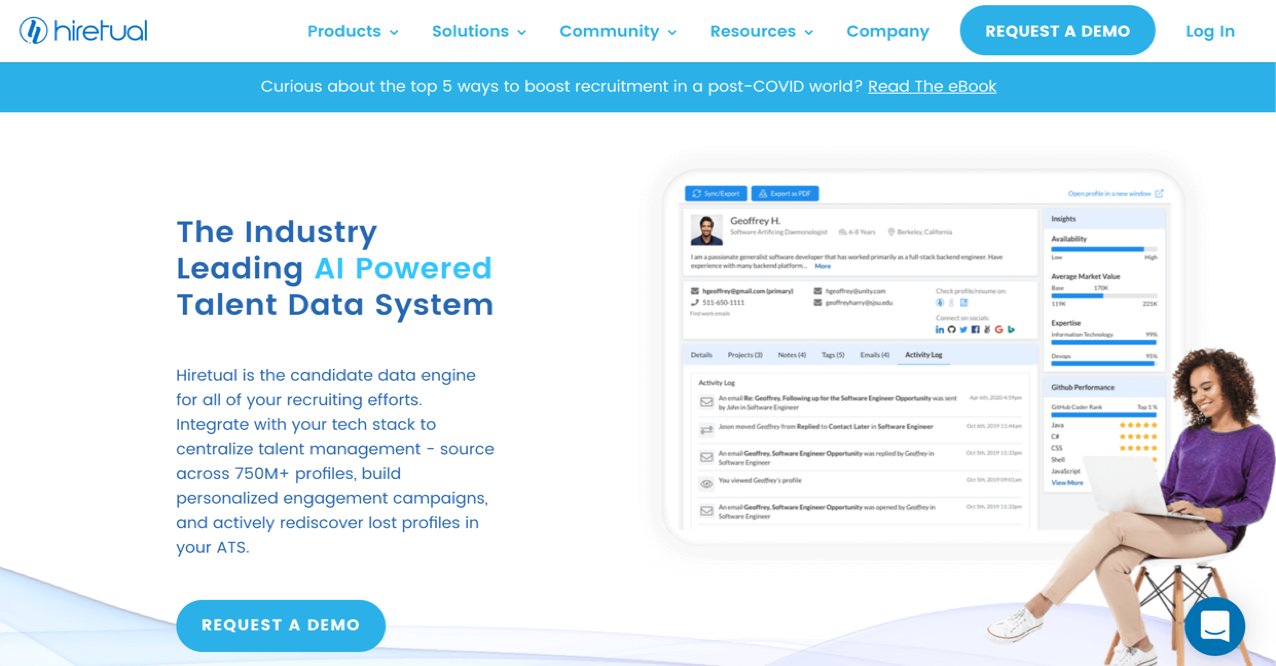 hiretual
Products
Solutions
Community
Resources
Company
REQUEST A DEMO
Log In
Curious about the top 5 ways to boost recruitment in a post-COVID world? Read The eBook
The Industry
Leading AI Powered
Talent Data System
Hiretual is the candidate data engine
for all of your recruiting efforts.
Integrate with your tech stack to
centralize talent management - source
across 750M+ profiles, build
personalized engagement campaigns,
and actively rediscover lost profiles in
your ATS.
REQUEST A DEMO
Sync/Export
Export as PDF
Open profile in a new window
Geoffrey H.
Software Artificing Daemonologist 6-8 Years Berkeley, California
I am a passionate generalist software developer that has worked primarily as a full-stack backend engineer. Have
experience with many backend platform... More
hgeoffrey@gmail.com (primary)
511-650-1111
Find work emails
hgeoffrey@unity.com
geoffreyharry@sjsu.edu
Check profile/resume on:
Connect on socials:
Details Projects (3) Notes (4) Tags (5) Emails (4) Activity Log
Activity Log
An email Re: Geoffrey, Following up for the Software Engineer Opportunity was sent Apr 6th, 2020 4:59pm
by John in Software Engineer
Jason moved Geoffrey from Replied to Contact Later in Software Engineer Oct 6th, 2019 11:44am
An email Geoffrey, Software Engineer Opportunity was replied by Geoffrey in Oct 5th, 2019 11:33pm
Software Engineer
You viewed Geoffrey's profile Oct 5th, 2019 09:01am
An email Geoffrey, Software Engineer Opportunity was opened by Geoffrey in Oct 5th, 2019 11:33pm
Software Engineer
Insights
Availability
Low High
Average Market Value
Base 170K
119K 221K
Expertise
Information Technology 99%
Devops 95%
Github Performance
GitHub Coder Rank Top 1%
Java
C#
CSS
Shell
JavaScript
View More